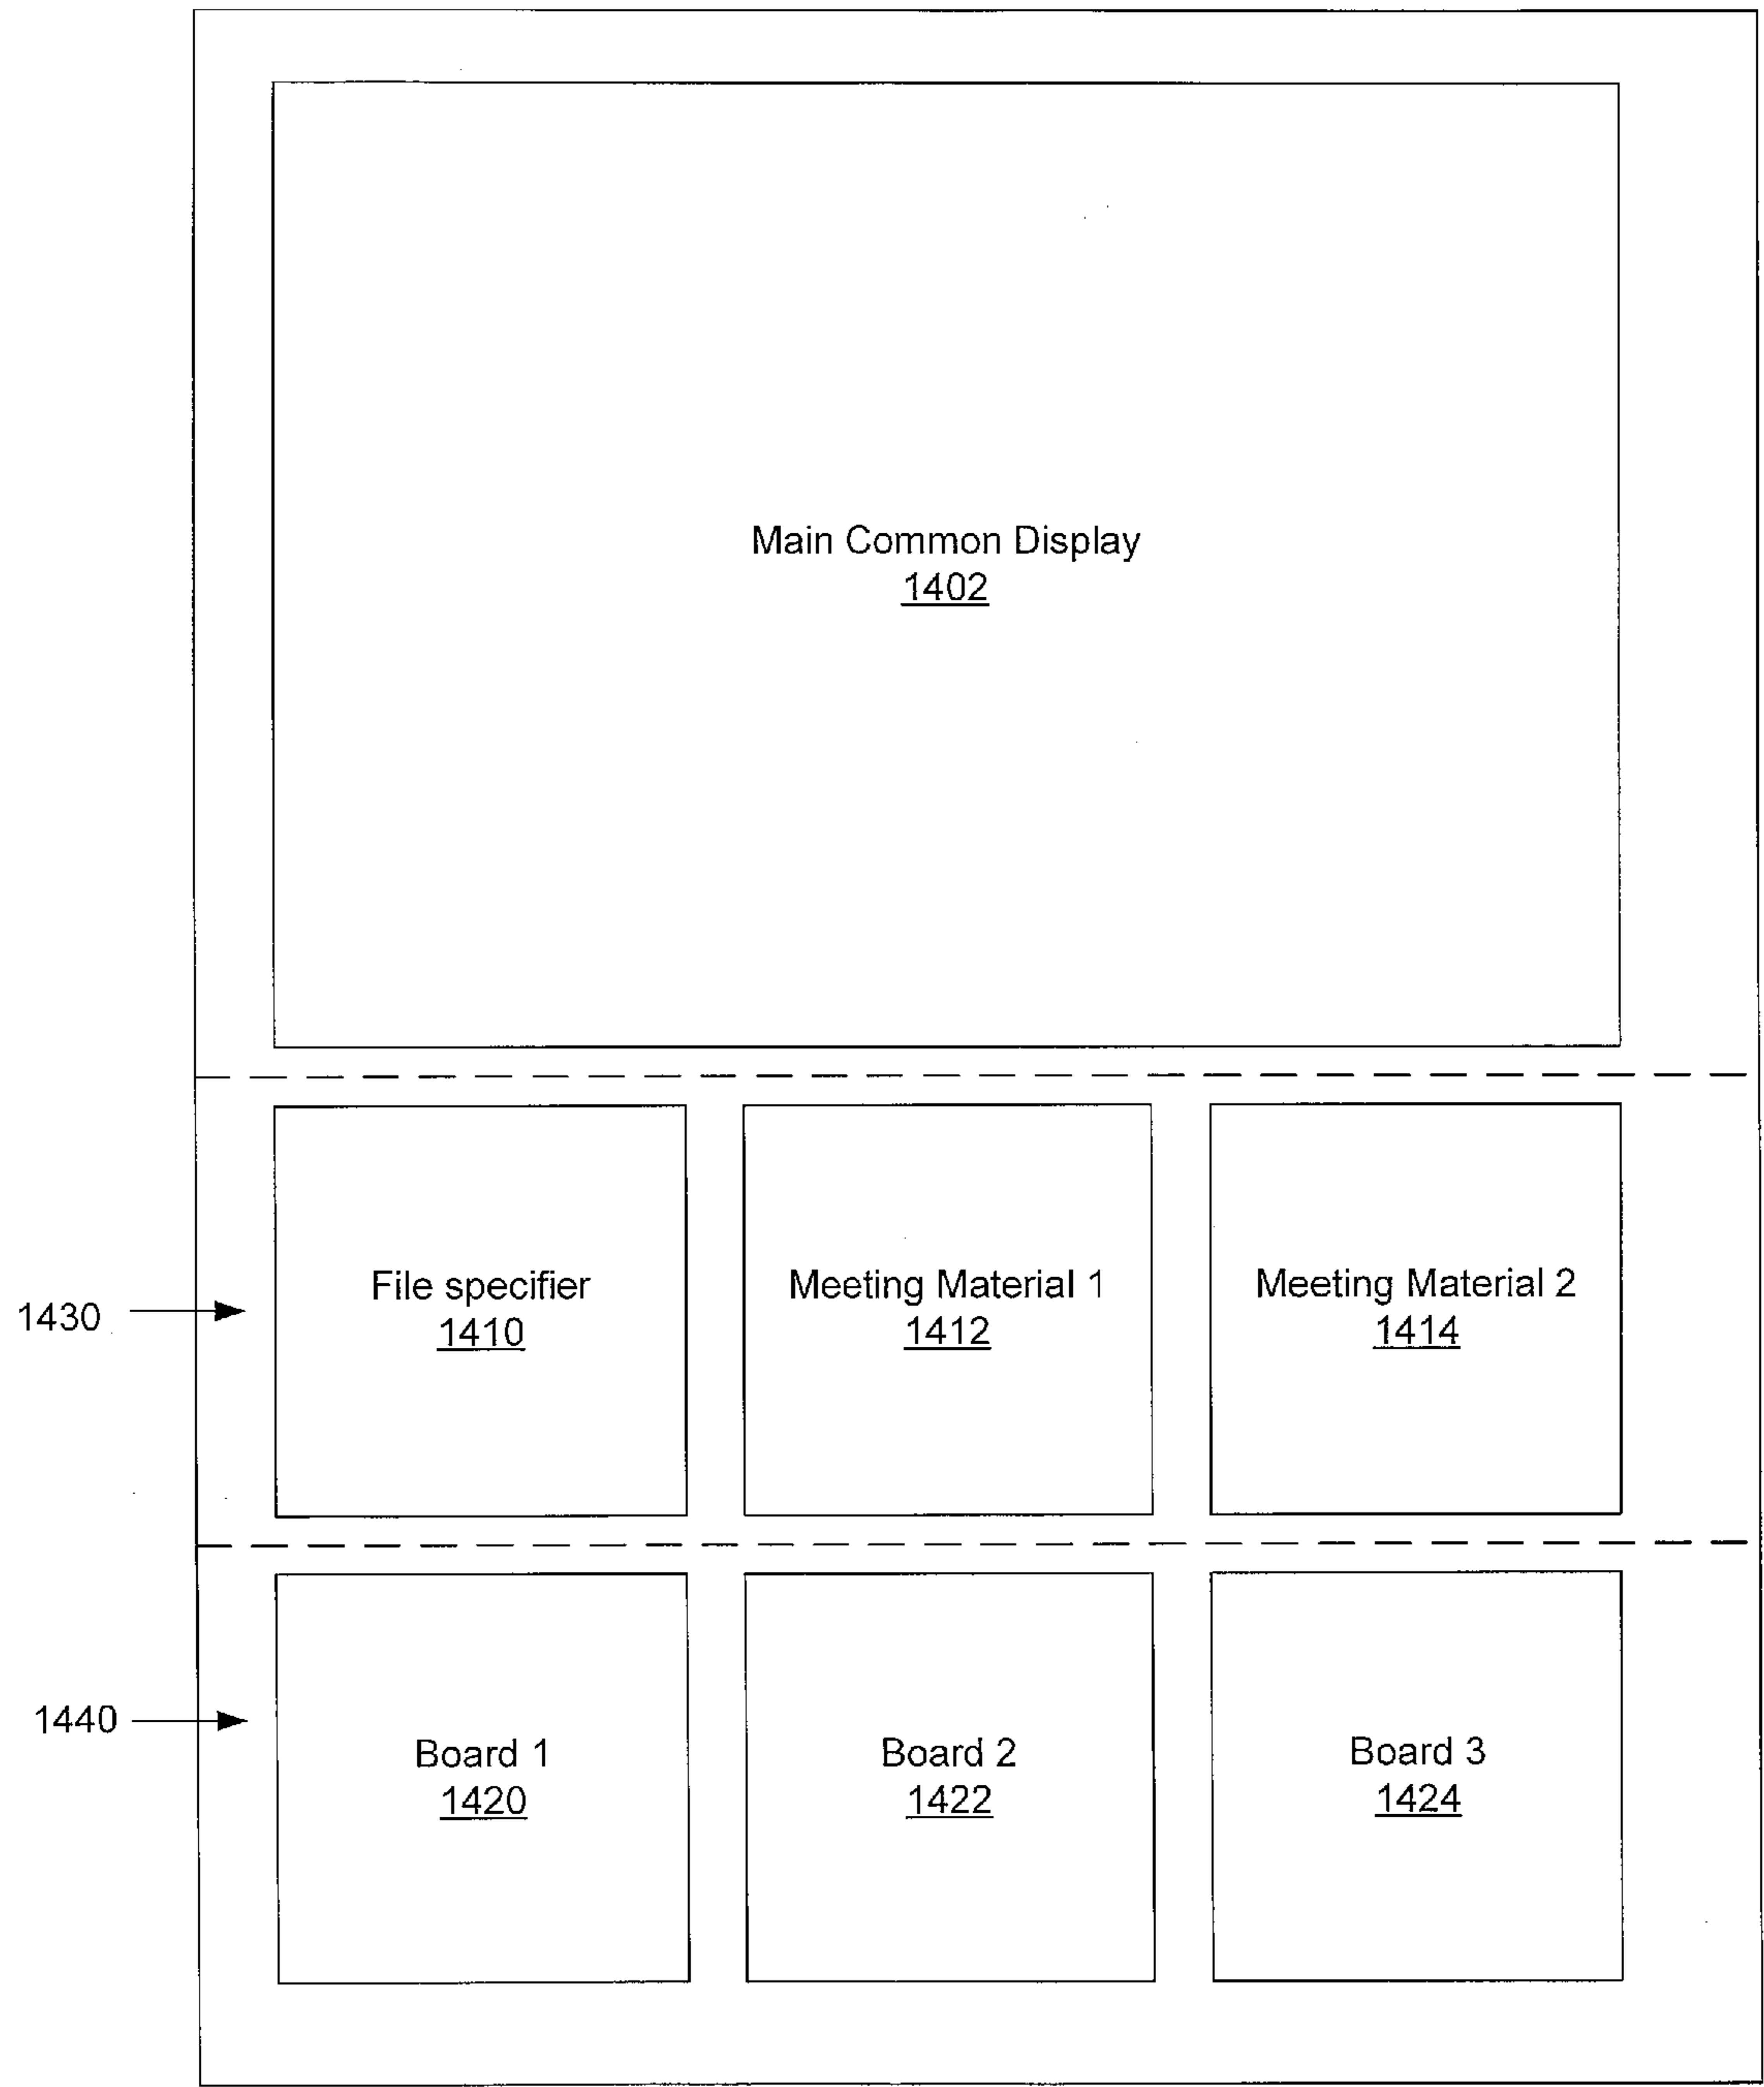 Main Common Display
1402
File specifier
1410
Meeting Material 1
1412
Meeting Material 2
1414
1430
Board 1
1420
Board 2
1422
Board 3
1424
1440